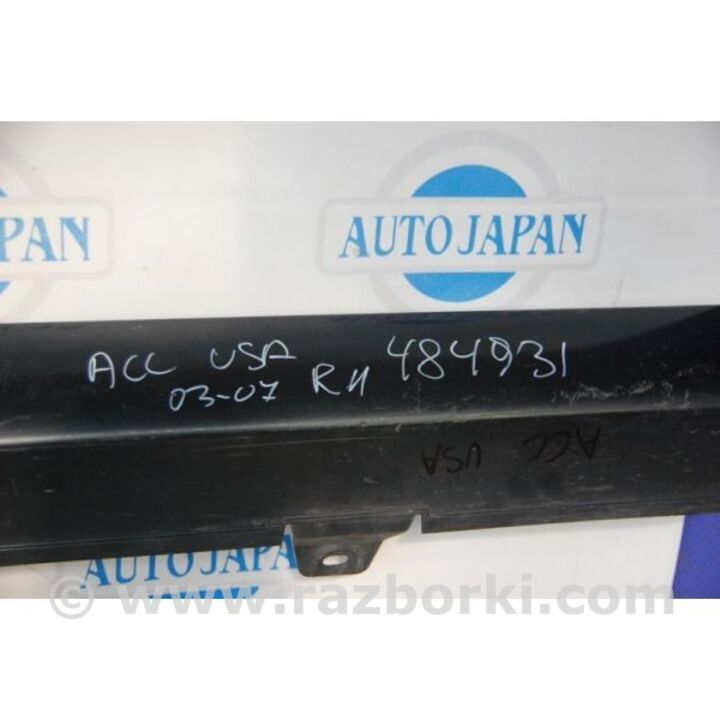 AUTO JAPAN
PAN
ACC USA
03-07 RH 484931
ACC USA
AUTO JAPAN
© www.razborki.com